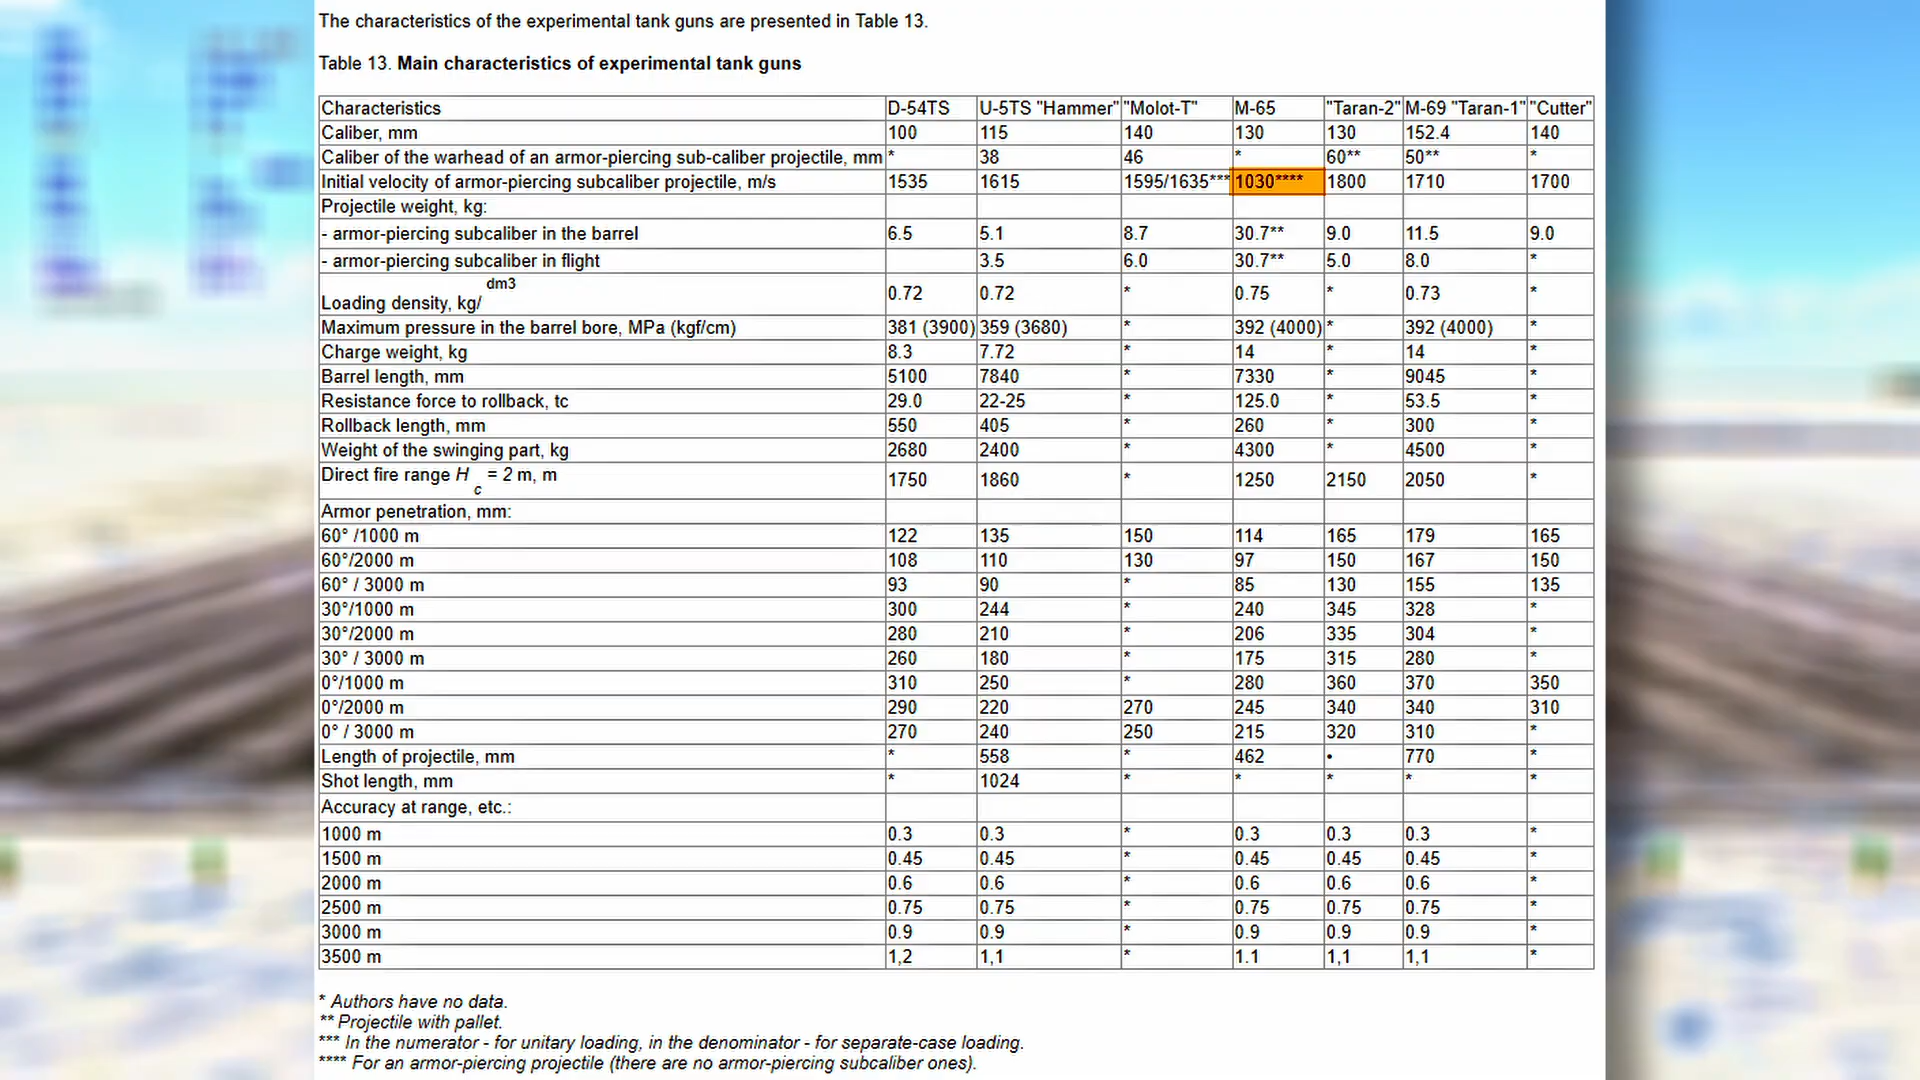 The characteristics of the experimental tank guns are presented in Table 13.
Table 13. Main characteristics of experimental tank guns
Characteristics D-54TS U-5TS "Hammer" "Molot-T" M-65 "Taran-2" M-69 "Taran-1" "Cutter"
Caliber, mm 100 115 140 130 130 152.4 140
Caliber of the warhead of an armor-piercing sub-caliber projectile, mm * 38 46 * 60** 50** *
Initial velocity of armor-piercing subcaliber projectile, m/s 1535 1615 1595/1635*** 1030**** 1800 1710 1700
Projectile weight, kg:
- armor-piercing subcaliber in the barrel 6.5 5.1 8.7 30.7** 9.0 11.5 9.0
- armor-piercing subcaliber in flight 3.5 6.0 30.7** 5.0 8.0 *
Loading density, kg/ dm3 0.72 0.72 * 0.75 * 0.73 *
Maximum pressure in the barrel bore, MPa (kgf/cm) 381 (3900) 359 (3680) * 392 (4000) * 392 (4000) *
Charge weight, kg 8.3 7.72 * 14 * 14 *
Barrel length, mm 5100 7840 * 7330 * 9045 *
Resistance force to rollback, tc 29.0 22-25 * 125.0 * 53.5 *
Rollback length, mm 550 405 * 260 * 300 *
Weight of the swinging part, kg 2680 2400 * 4300 * 4500 *
Direct fire range H c = 2 m, m 1750 1860 * 1250 2150 2050 *
Armor penetration, mm:
60° /1000 m 122 135 150 114 165 179 165
60°/2000 m 108 110 130 97 150 167 150
60° / 3000 m 93 90 * 85 130 155 135
30°/1000 m 300 244 * 240 345 328 *
30°/2000 m 280 210 * 206 335 304 *
30° / 3000 m 260 180 * 175 315 280 *
0°/1000 m 310 250 * 280 360 370 350
0°/2000 m 290 220 270 245 340 340 310
0° / 3000 m 270 240 250 215 320 310 *
Length of projectile, mm * 558 * 462 • 770 *
Shot length, mm * 1024 * * * * *
Accuracy at range, etc.:
1000 m 0.3 0.3 * 0.3 0.3 0.3 *
1500 m 0.45 0.45 * 0.45 0.45 0.45 *
2000 m 0.6 0.6 * 0.6 0.6 0.6 *
2500 m 0.75 0.75 * 0.75 0.75 0.75 *
3000 m 0.9 0.9 * 0.9 0.9 0.9 *
3500 m 1,2 1,1 * 1.1 1,1 1,1 *
* Authors have no data.
** Projectile with pallet.
*** In the numerator - for unitary loading, in the denominator - for separate-case loading.
**** For an armor-piercing projectile (there are no armor-piercing subcaliber ones).